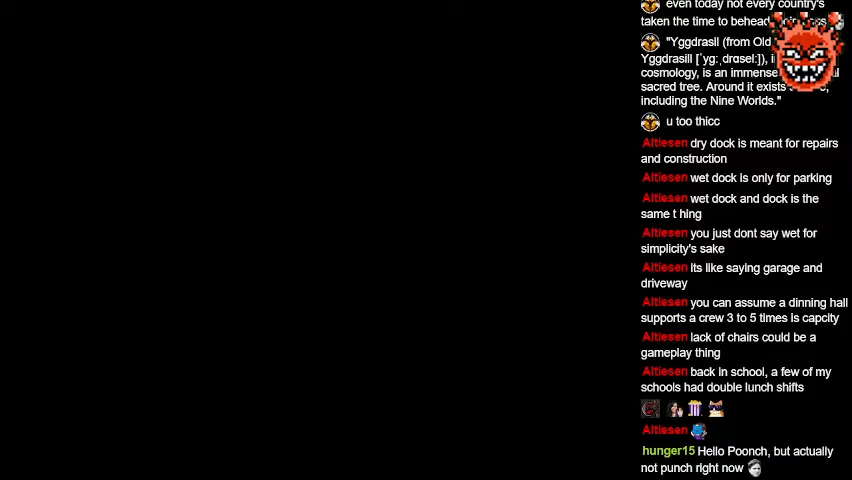 even today not every country's
taken the time to behead
"Yggdrasil (from Old
Yggdrasill [ˈyɡːˌdrɑselː]),
cosmology, is an immense
sacred tree. Around it exists
including the Nine Worlds."
u too thicc
Altiesen dry dock is meant for repairs
and construction
Altiesen wet dock is only for parking
Altiesen wet dock and dock is the
same t hing
Altiesen you just dont say wet for
simplicity's sake
Altiesen its like saying garage and
driveway
Altiesen you can assume a dinning hall
supports a crew 3 to 5 times is capcity
Altiesen lack of chairs could be a
gameplay thing
Altiesen back in school, a few of my
schools had double lunch shifts
Altiesen
hunger15 Hello Poonch, but actually
not punch right now